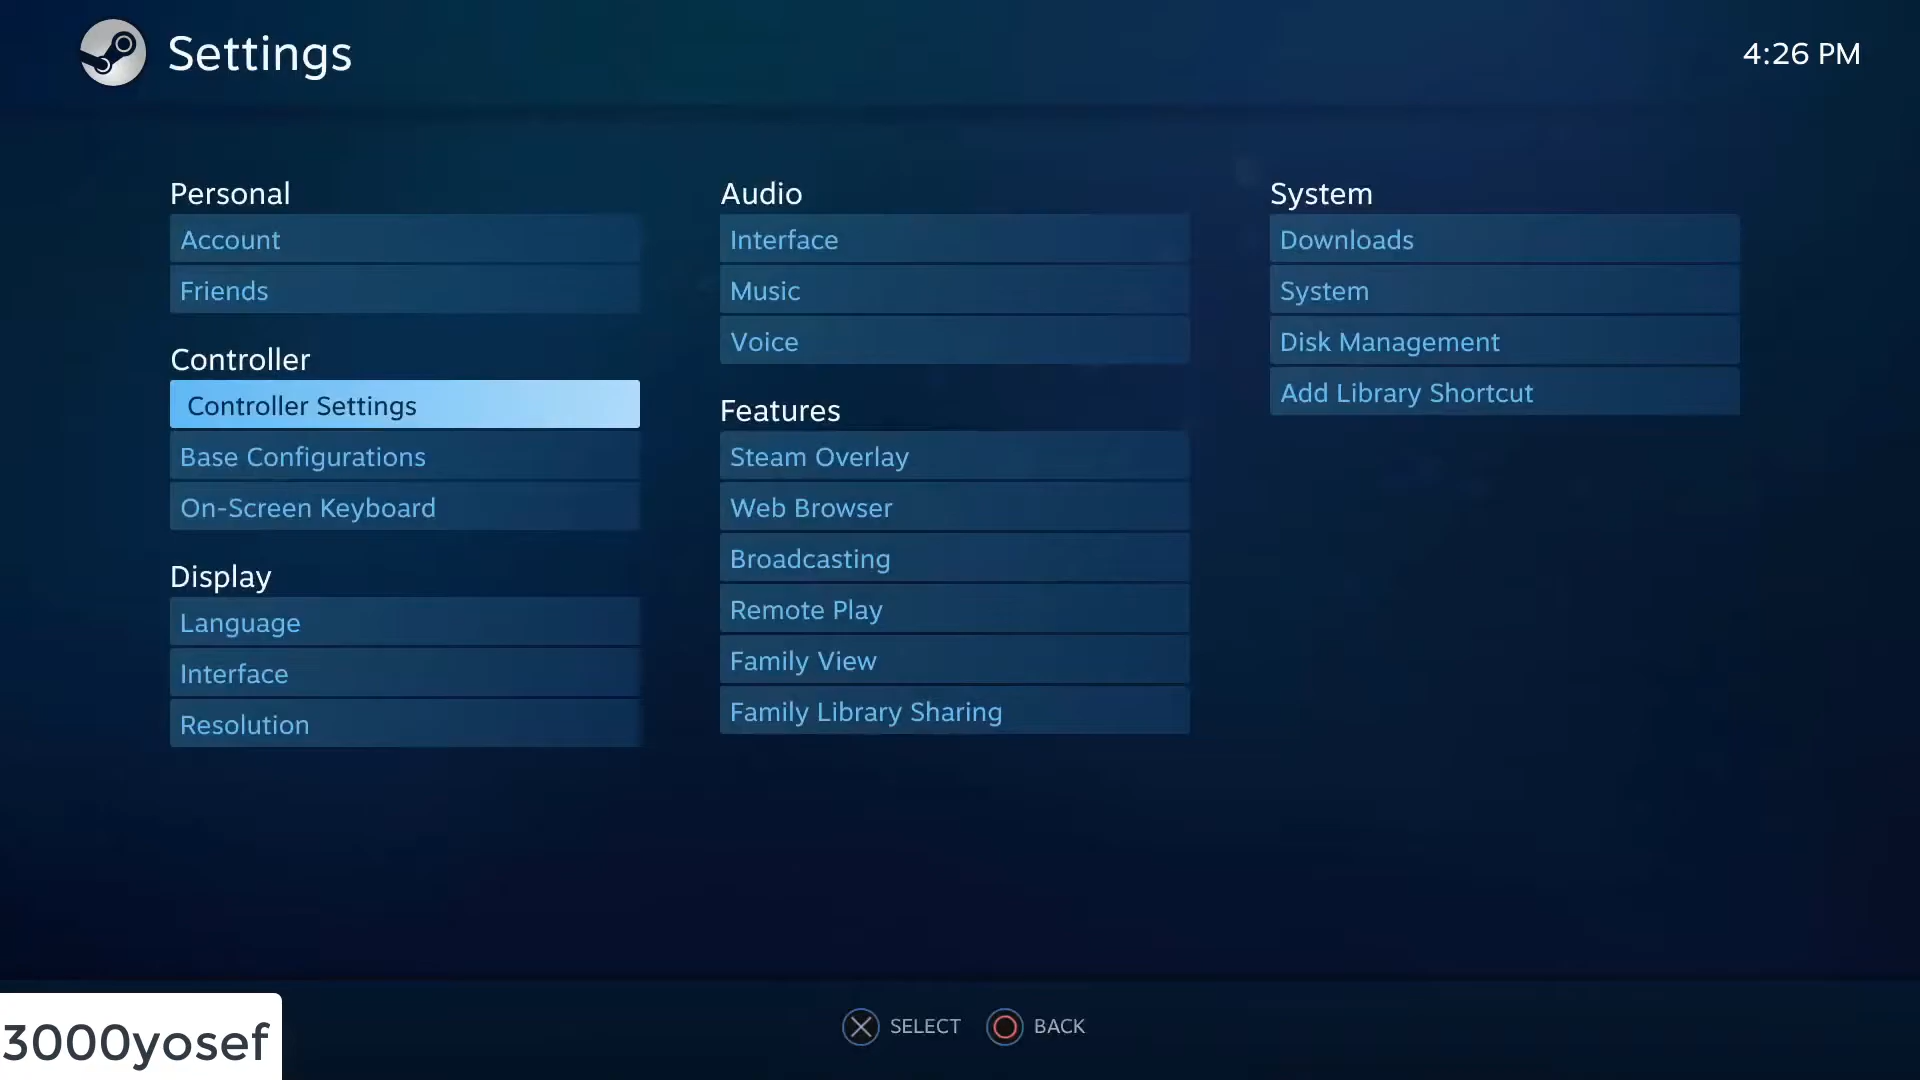 Settings
4:26 PM
Personal
Account
Friends
Controller
Controller Settings
Base Configurations
On-Screen Keyboard
Display
Language
Interface
Resolution
Audio
Interface
Music
Voice
Features
Steam Overlay
Web Browser
Broadcasting
Remote Play
Family View
Family Library Sharing
System
Downloads
System
Disk Management
Add Library Shortcut
SELECT
BACK
3000yosef